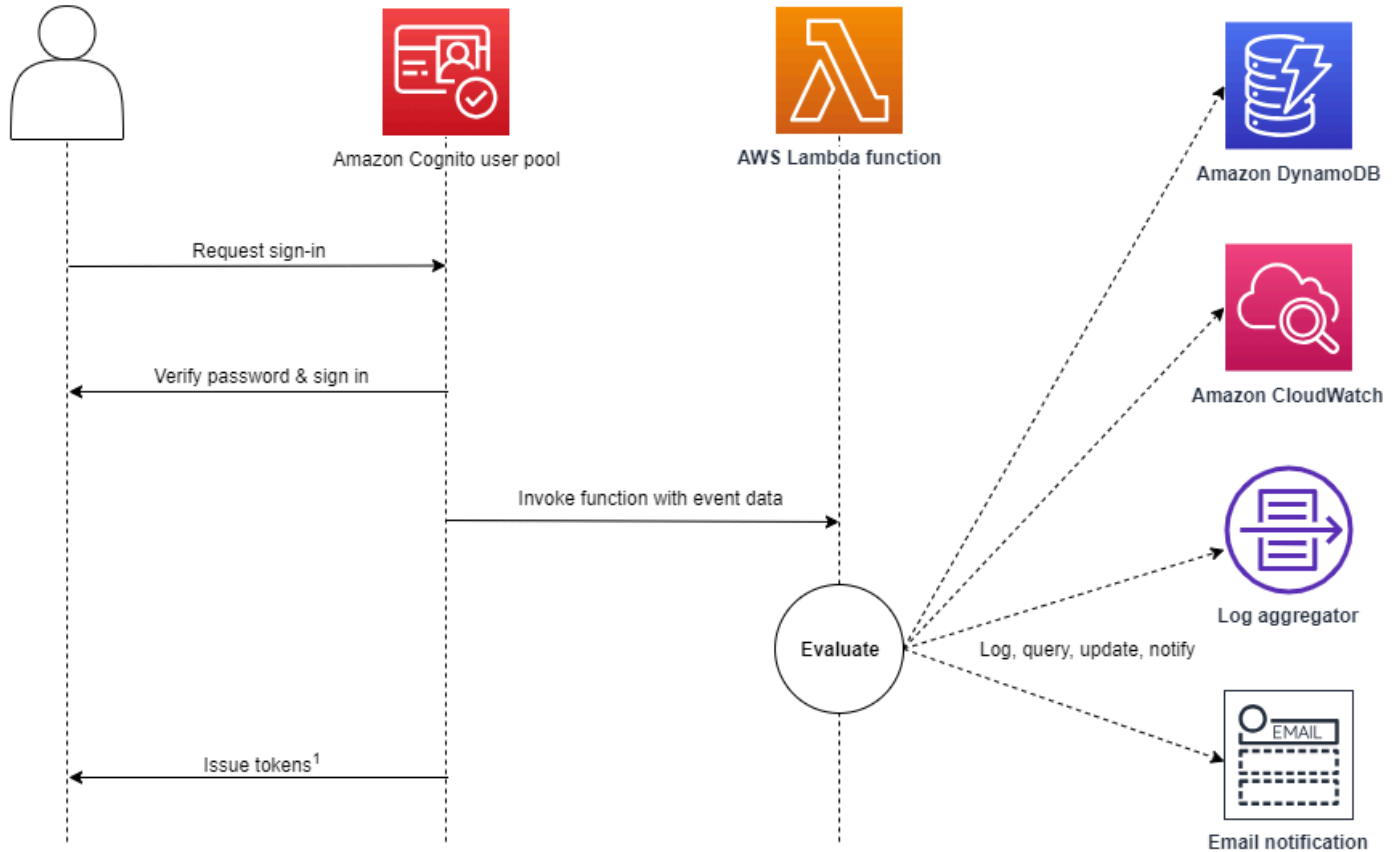 Amazon Cognito user pool
AWS Lambda function
Amazon DynamoDB
Request sign-in
Verify password & sign in
Amazon CloudWatch
Invoke function with event data
Log aggregator
Evaluate
Log, query, update, notify
EMAIL
Issue tokens¹
Email notification